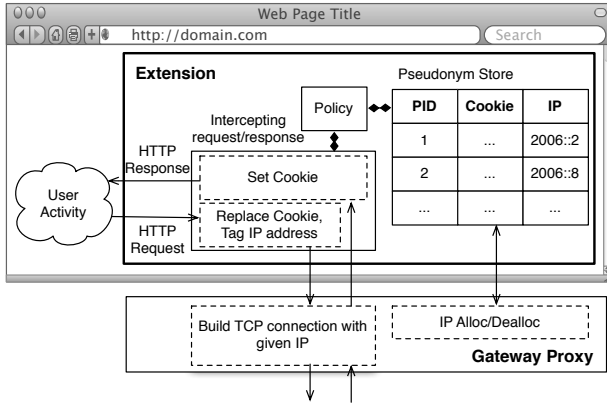 Web Page Title
http://domain.com
Search
Extension
Pseudonym Store
Policy
PID Cookie IP
1 ... 2006::2
2 ... 2006::8
... ... ...
Intercepting
request/response
HTTP
Response
Set Cookie
User
Activity
Replace Cookie,
Tag IP address
HTTP
Request
Build TCP connection with
given IP
IP Alloc/Dealloc
Gateway Proxy